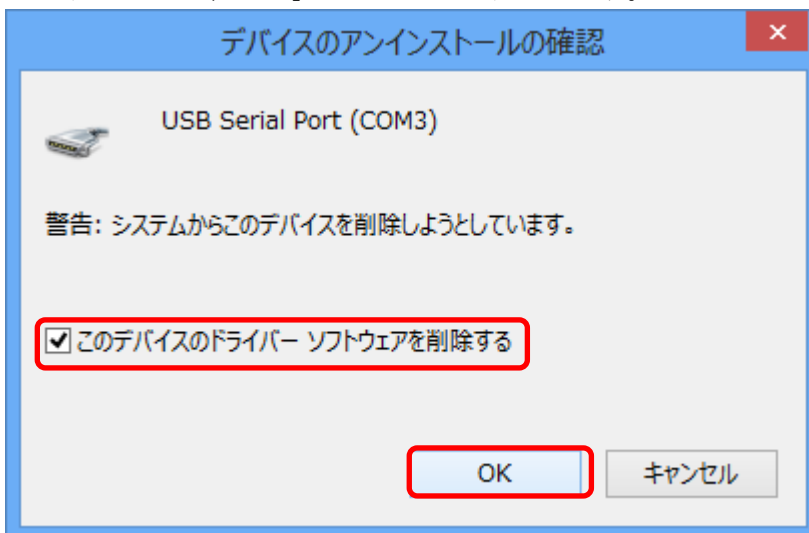 デバイスのアンインストールの確認
USB Serial Port (COM3)
警告: システムからこのデバイスを削除しようとしています。
このデバイスのドライバー ソフトウェアを削除する
OK
キャンセル